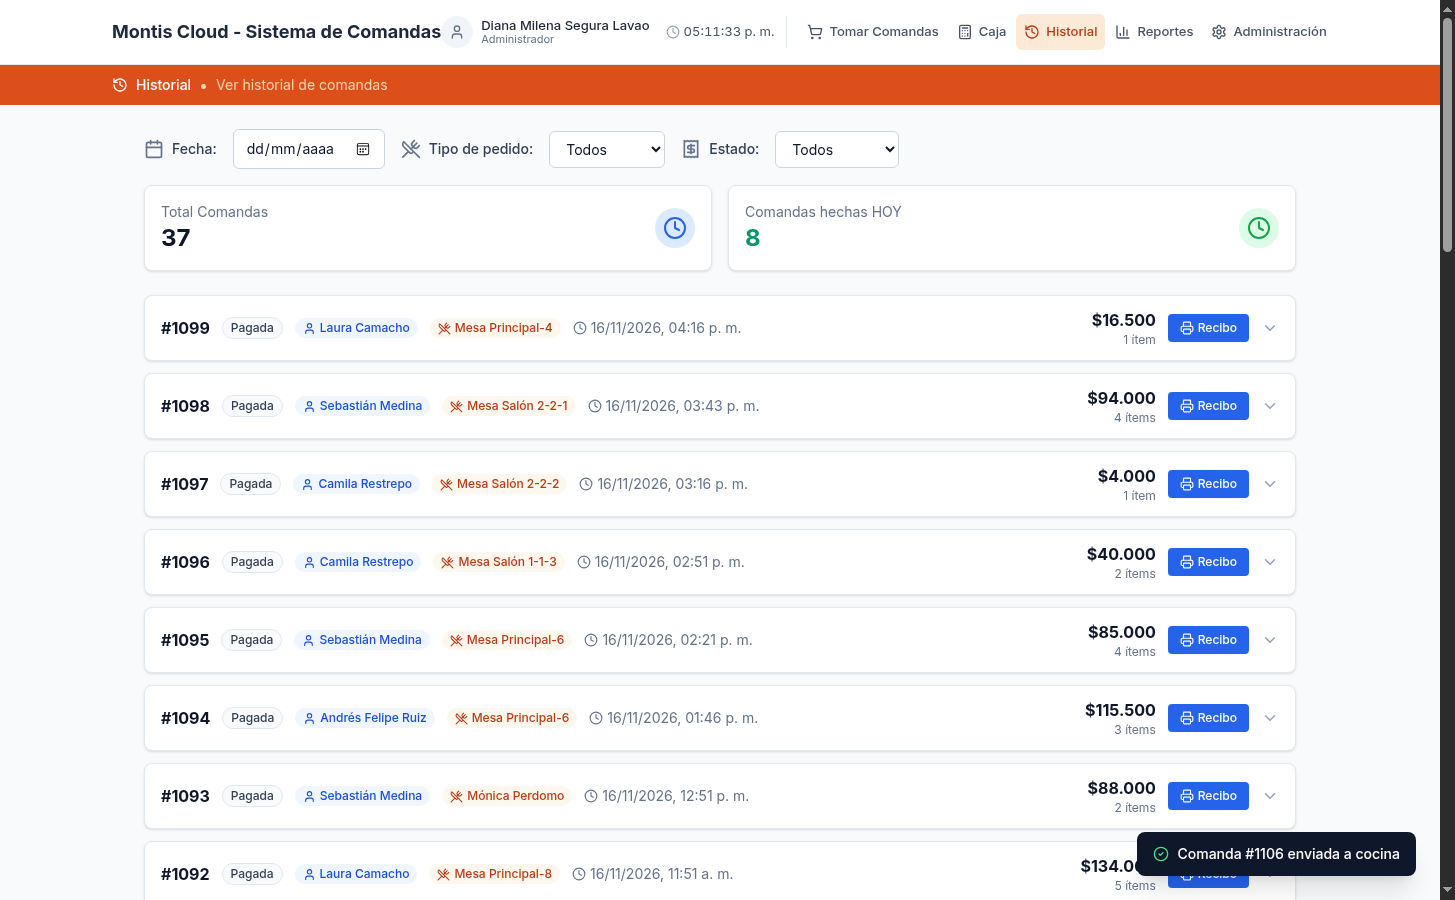 Montis Cloud - Sistema de Comandas
Diana Milena Segura Lavao
Administrador
05:11:33 p. m.
Tomar Comandas
Caja
Historial
Reportes
Administración
Historial • Ver historial de comandas
Fecha: dd/mm/aaaa
Tipo de pedido: Todos
Estado: Todos
Total Comandas
37
Comandas hechas HOY
8
#1099 Pagada Laura Camacho Mesa Principal-4 16/11/2026, 04:16 p. m. $16.500 Recibo
1 ítem
#1098 Pagada Sebastián Medina Mesa Salón 2-2-1 16/11/2026, 03:43 p. m. $94.000 Recibo
4 ítems
#1097 Pagada Camila Restrepo Mesa Salón 2-2-2 16/11/2026, 03:16 p. m. $4.000 Recibo
1 ítem
#1096 Pagada Camila Restrepo Mesa Salón 1-1-3 16/11/2026, 02:51 p. m. $40.000 Recibo
2 ítems
#1095 Pagada Sebastián Medina Mesa Principal-6 16/11/2026, 02:21 p. m. $85.000 Recibo
4 ítems
#1094 Pagada Andrés Felipe Ruiz Mesa Principal-6 16/11/2026, 01:46 p. m. $115.500 Recibo
3 ítems
#1093 Pagada Sebastián Medina Mónica Perdomo 16/11/2026, 12:51 p. m. $88.000 Recibo
2 ítems
#1092 Pagada Laura Camacho Mesa Principal-8 16/11/2026, 11:51 a. m.
5 ítems
Comanda #1106 enviada a cocina